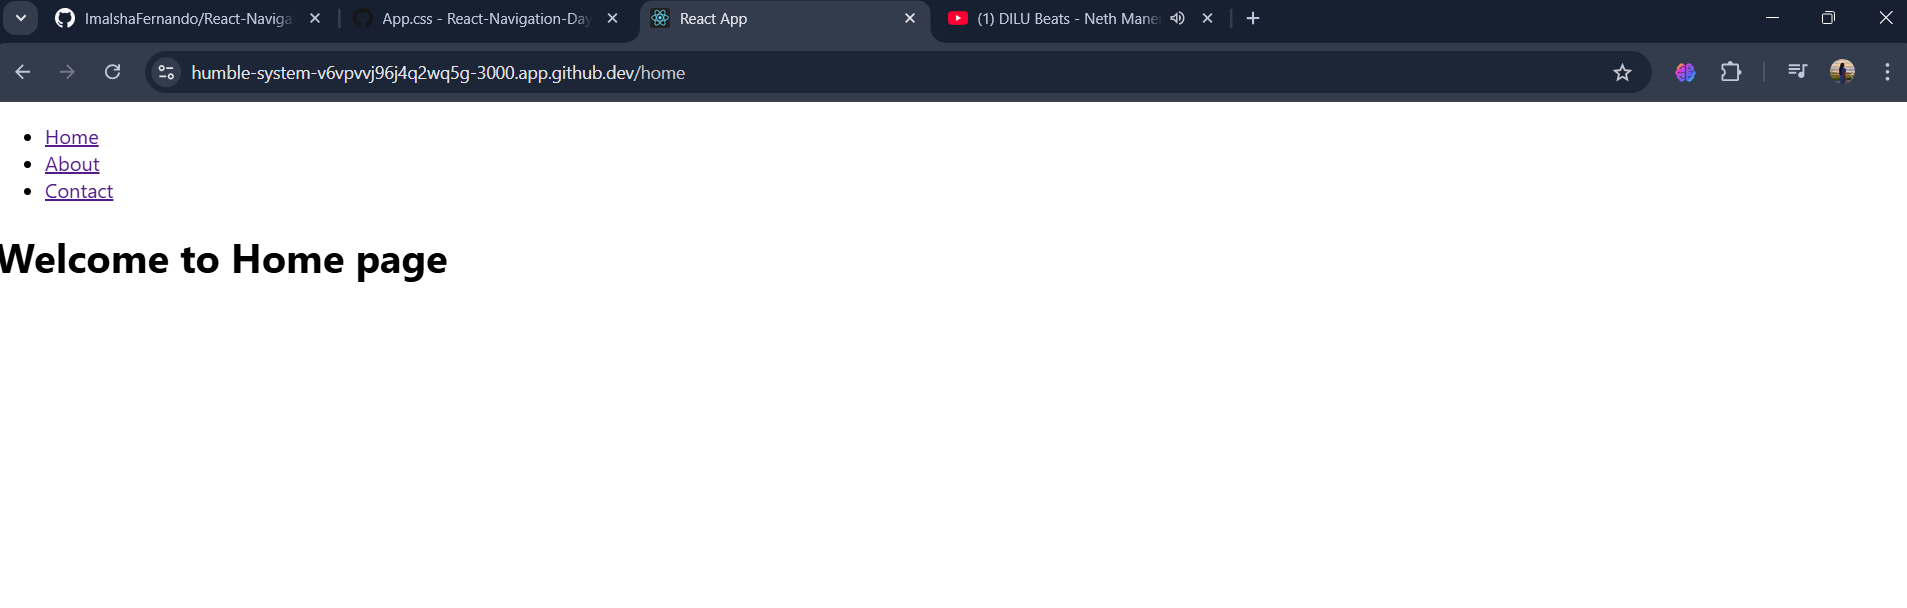 ImalshaFernando/React-Naviga
App.css - React-Navigation-Day
React App
(1) DILU Beats - Neth Mane
humble-system-v6vpvvj96j4q2wq5g-3000.app.github.dev/home
Home
About
Contact
Welcome to Home page